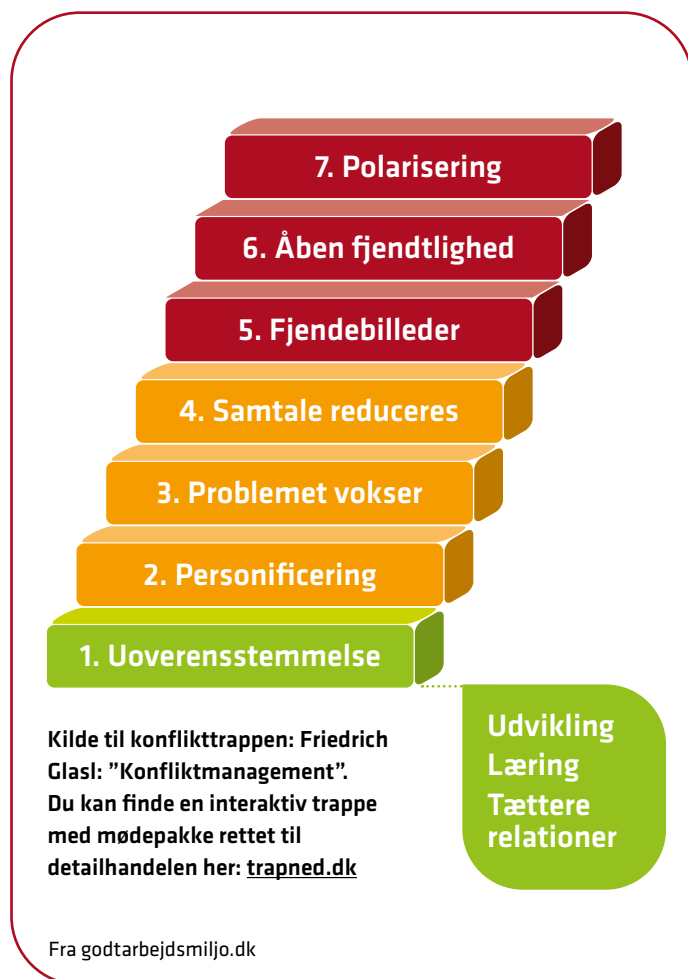 7. Polarisering
6. Åben fjendtlighed
5. Fjendebilleder
4. Samtale reduceres
3. Problemet vokser
2. Personificering
1. Uoverensstemmelse
Udvikling
Læring
Tættere
relationer
Kilde til konflikttrappen: Friedrich
Glasl: ”Konfliktmanagement”.
Du kan finde en interaktiv trappe
med mødepakke rettet til
detailhandelen her: trapned.dk
Fra godtarbejdsmiljo.dk